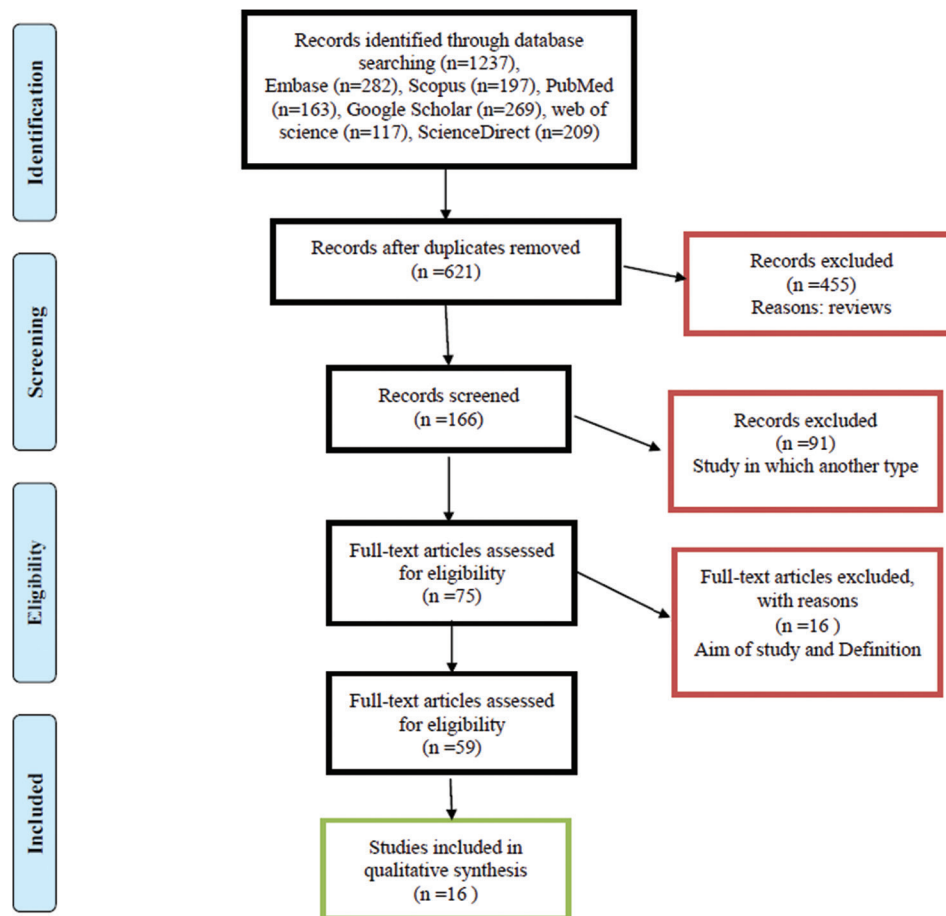 Identification
Records identified through database
searching (n=1237),
Embase (n=282), Scopus (n=197), PubMed
(n=163), Google Scholar (n=269), web of
science (n=117), ScienceDirect (n=209)
Records after duplicates removed
(n =621)
Records excluded
(n =455)
Reasons: reviews
Screening
Records screened
(n =166)
Records excluded
(n =91)
Study in which another type
Eligibility
Full-text articles assessed
for eligibility
(n =75)
Full-text articles excluded,
with reasons
(n =16 )
Aim of study and Definition
Full-text articles assessed
for eligibility
(n =59)
Included
Studies included in
qualitative synthesis
(n =16 )